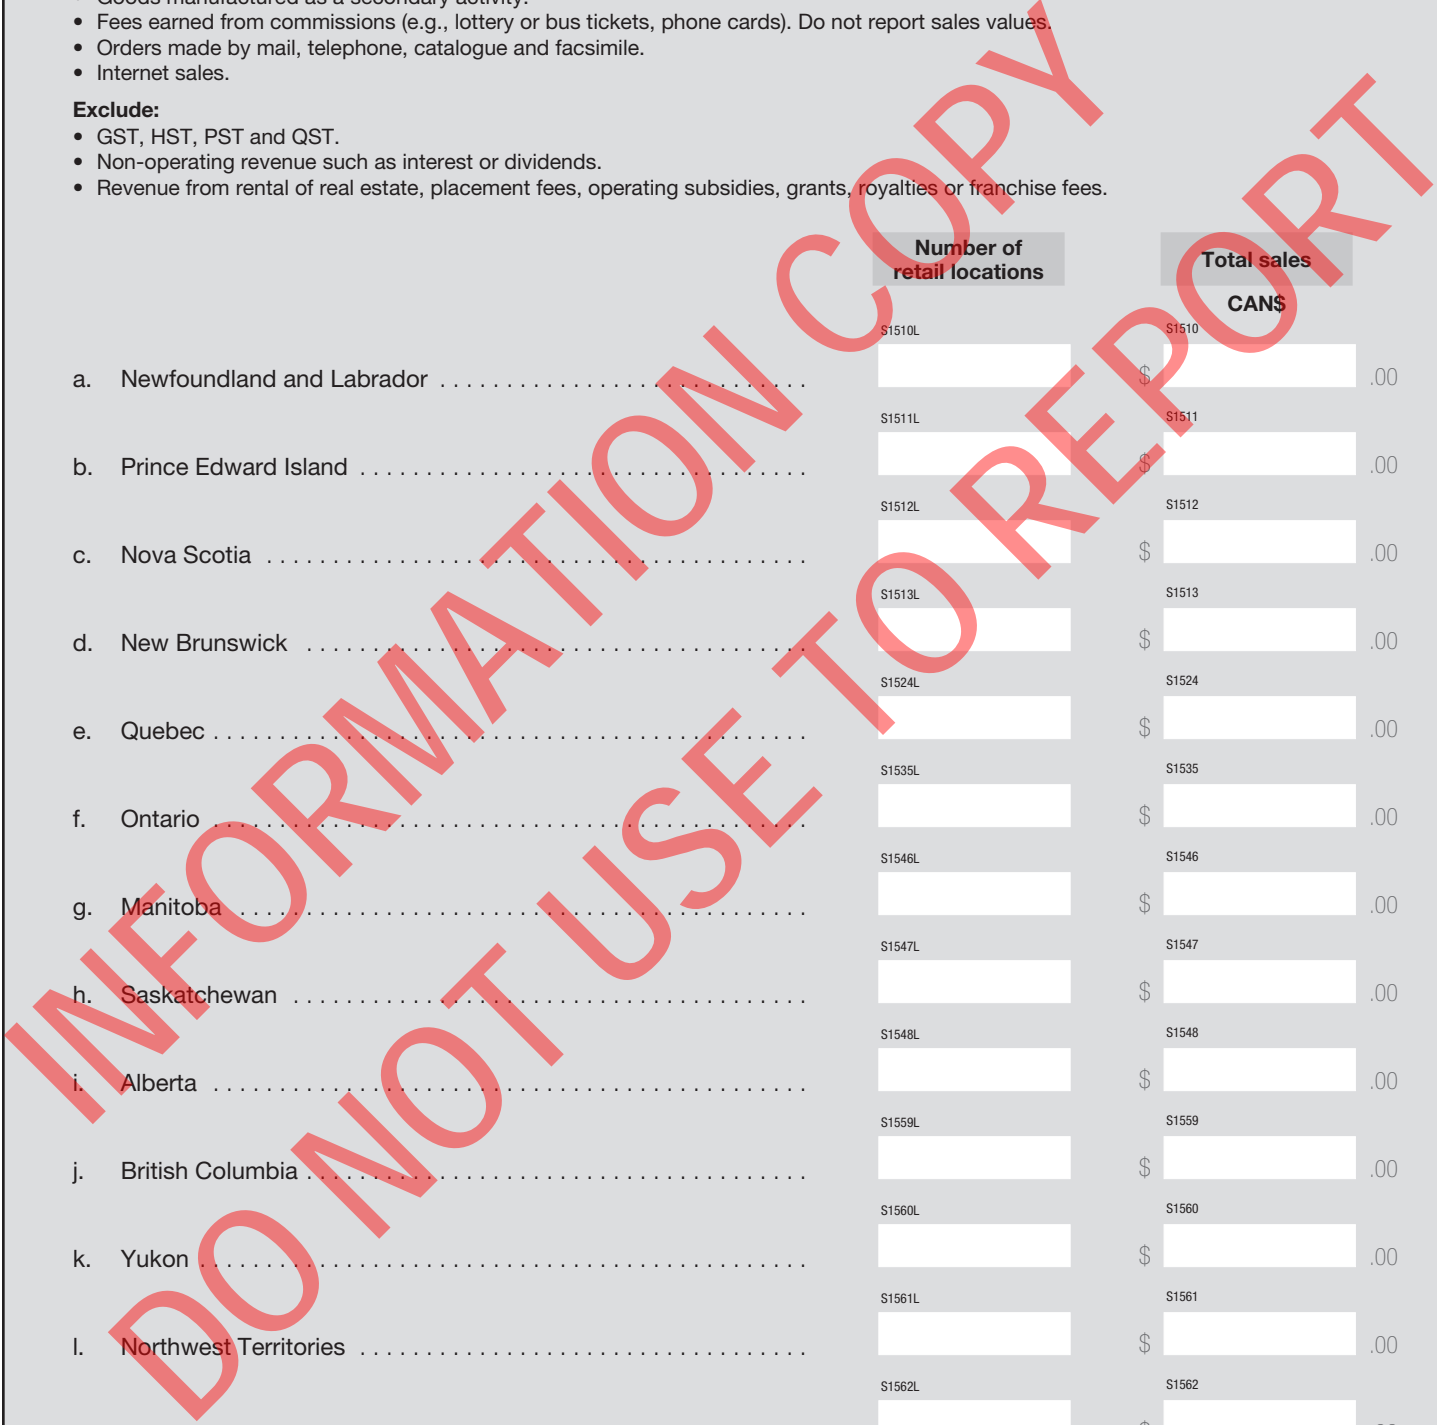 • Goods manufactured as a secondary activity.
• Fees earned from commissions (e.g., lottery or bus tickets, phone cards). Do not report sales values.
• Orders made by mail, telephone, catalogue and facsimile.
• Internet sales.
Exclude:
• GST, HST, PST and QST.
• Non-operating revenue such as interest or dividends.
• Revenue from rental of real estate, placement fees, operating subsidies, grants, royalties or franchise fees.
Number of
retail locations
Total sales
CAN$
S1510L S1510
a. Newfoundland and Labrador $ .00
S1511L S1511
b. Prince Edward Island $ .00
S1512L S1512
c. Nova Scotia $ .00
S1513L S1513
d. New Brunswick $ .00
S1524L S1524
e. Quebec $ .00
S1535L S1535
f. Ontario $ .00
S1546L S1546
g. Manitoba $ .00
S1547L S1547
h. Saskatchewan $ .00
S1548L S1548
i. Alberta $ .00
S1559L S1559
j. British Columbia $ .00
S1560L S1560
k. Yukon $ .00
S1561L S1561
l. Northwest Territories $ .00
S1562L S1562
INFORMATION COPY
DO NOT USE TO REPORT